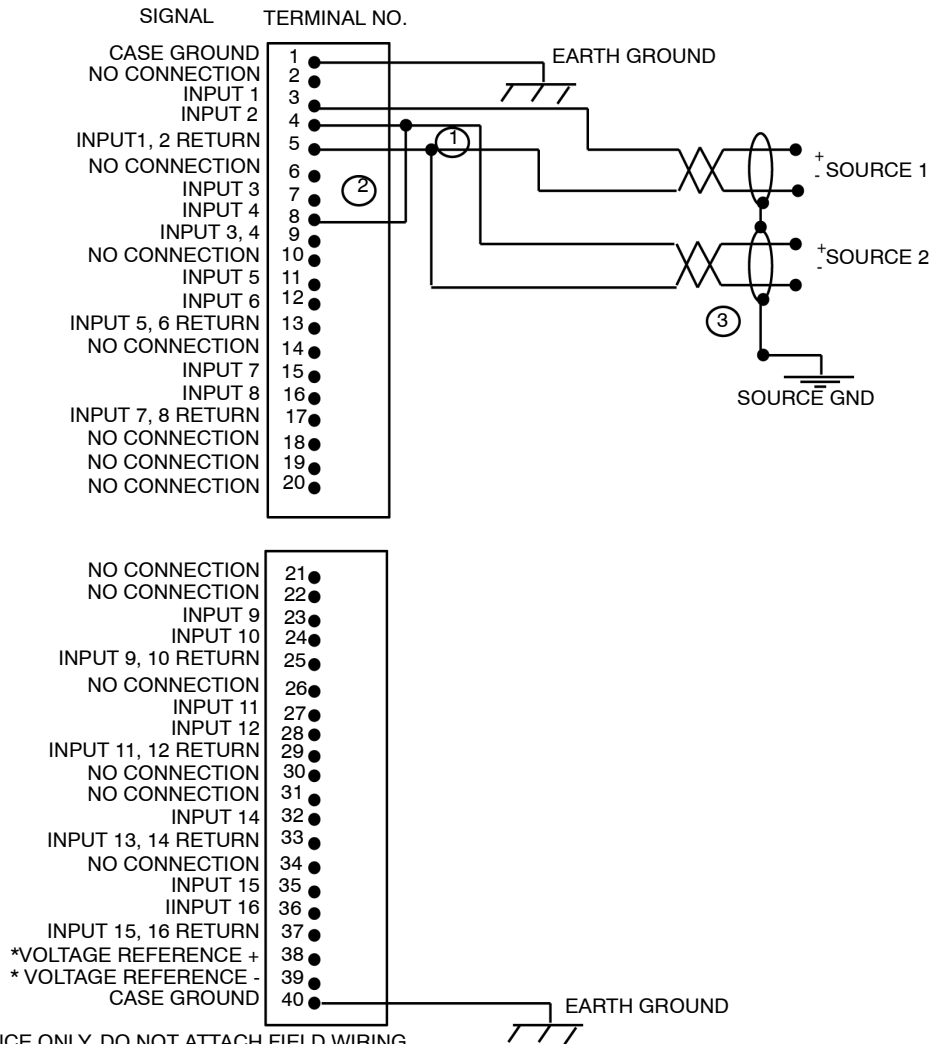 SIGNAL TERMINAL NO.
CASE GROUND 1 EARTH GROUND
NO CONNECTION 2
INPUT 1 3
INPUT 2 4
INPUT1, 2 RETURN 5 1
NO CONNECTION 6
INPUT 3 7 2
INPUT 4 8
INPUT 3, 4 9
NO CONNECTION 10
INPUT 5 11
INPUT 6 12
INPUT 5, 6 RETURN 13
NO CONNECTION 14
INPUT 7 15
INPUT 8 16
INPUT 7, 8 RETURN 17
NO CONNECTION 18
NO CONNECTION 19
NO CONNECTION 20
+
- SOURCE 1
+
- SOURCE 2
3
SOURCE GND
NO CONNECTION 21
NO CONNECTION 22
INPUT 9 23
INPUT 10 24
INPUT 9, 10 RETURN 25
NO CONNECTION 26
INPUT 11 27
INPUT 12 28
INPUT 11, 12 RETURN 29
NO CONNECTION 30
NO CONNECTION 31
INPUT 14 32
INPUT 13, 14 RETURN 33
NO CONNECTION 34
INPUT 15 35
IINPUT 16 36
INPUT 15, 16 RETURN 37
*VOLTAGE REFERENCE + 38
* VOLTAGE REFERENCE - 39
CASE GROUND 40 EARTH GROUND
ONLY. DO NOT ATTACH FIELD WIRING